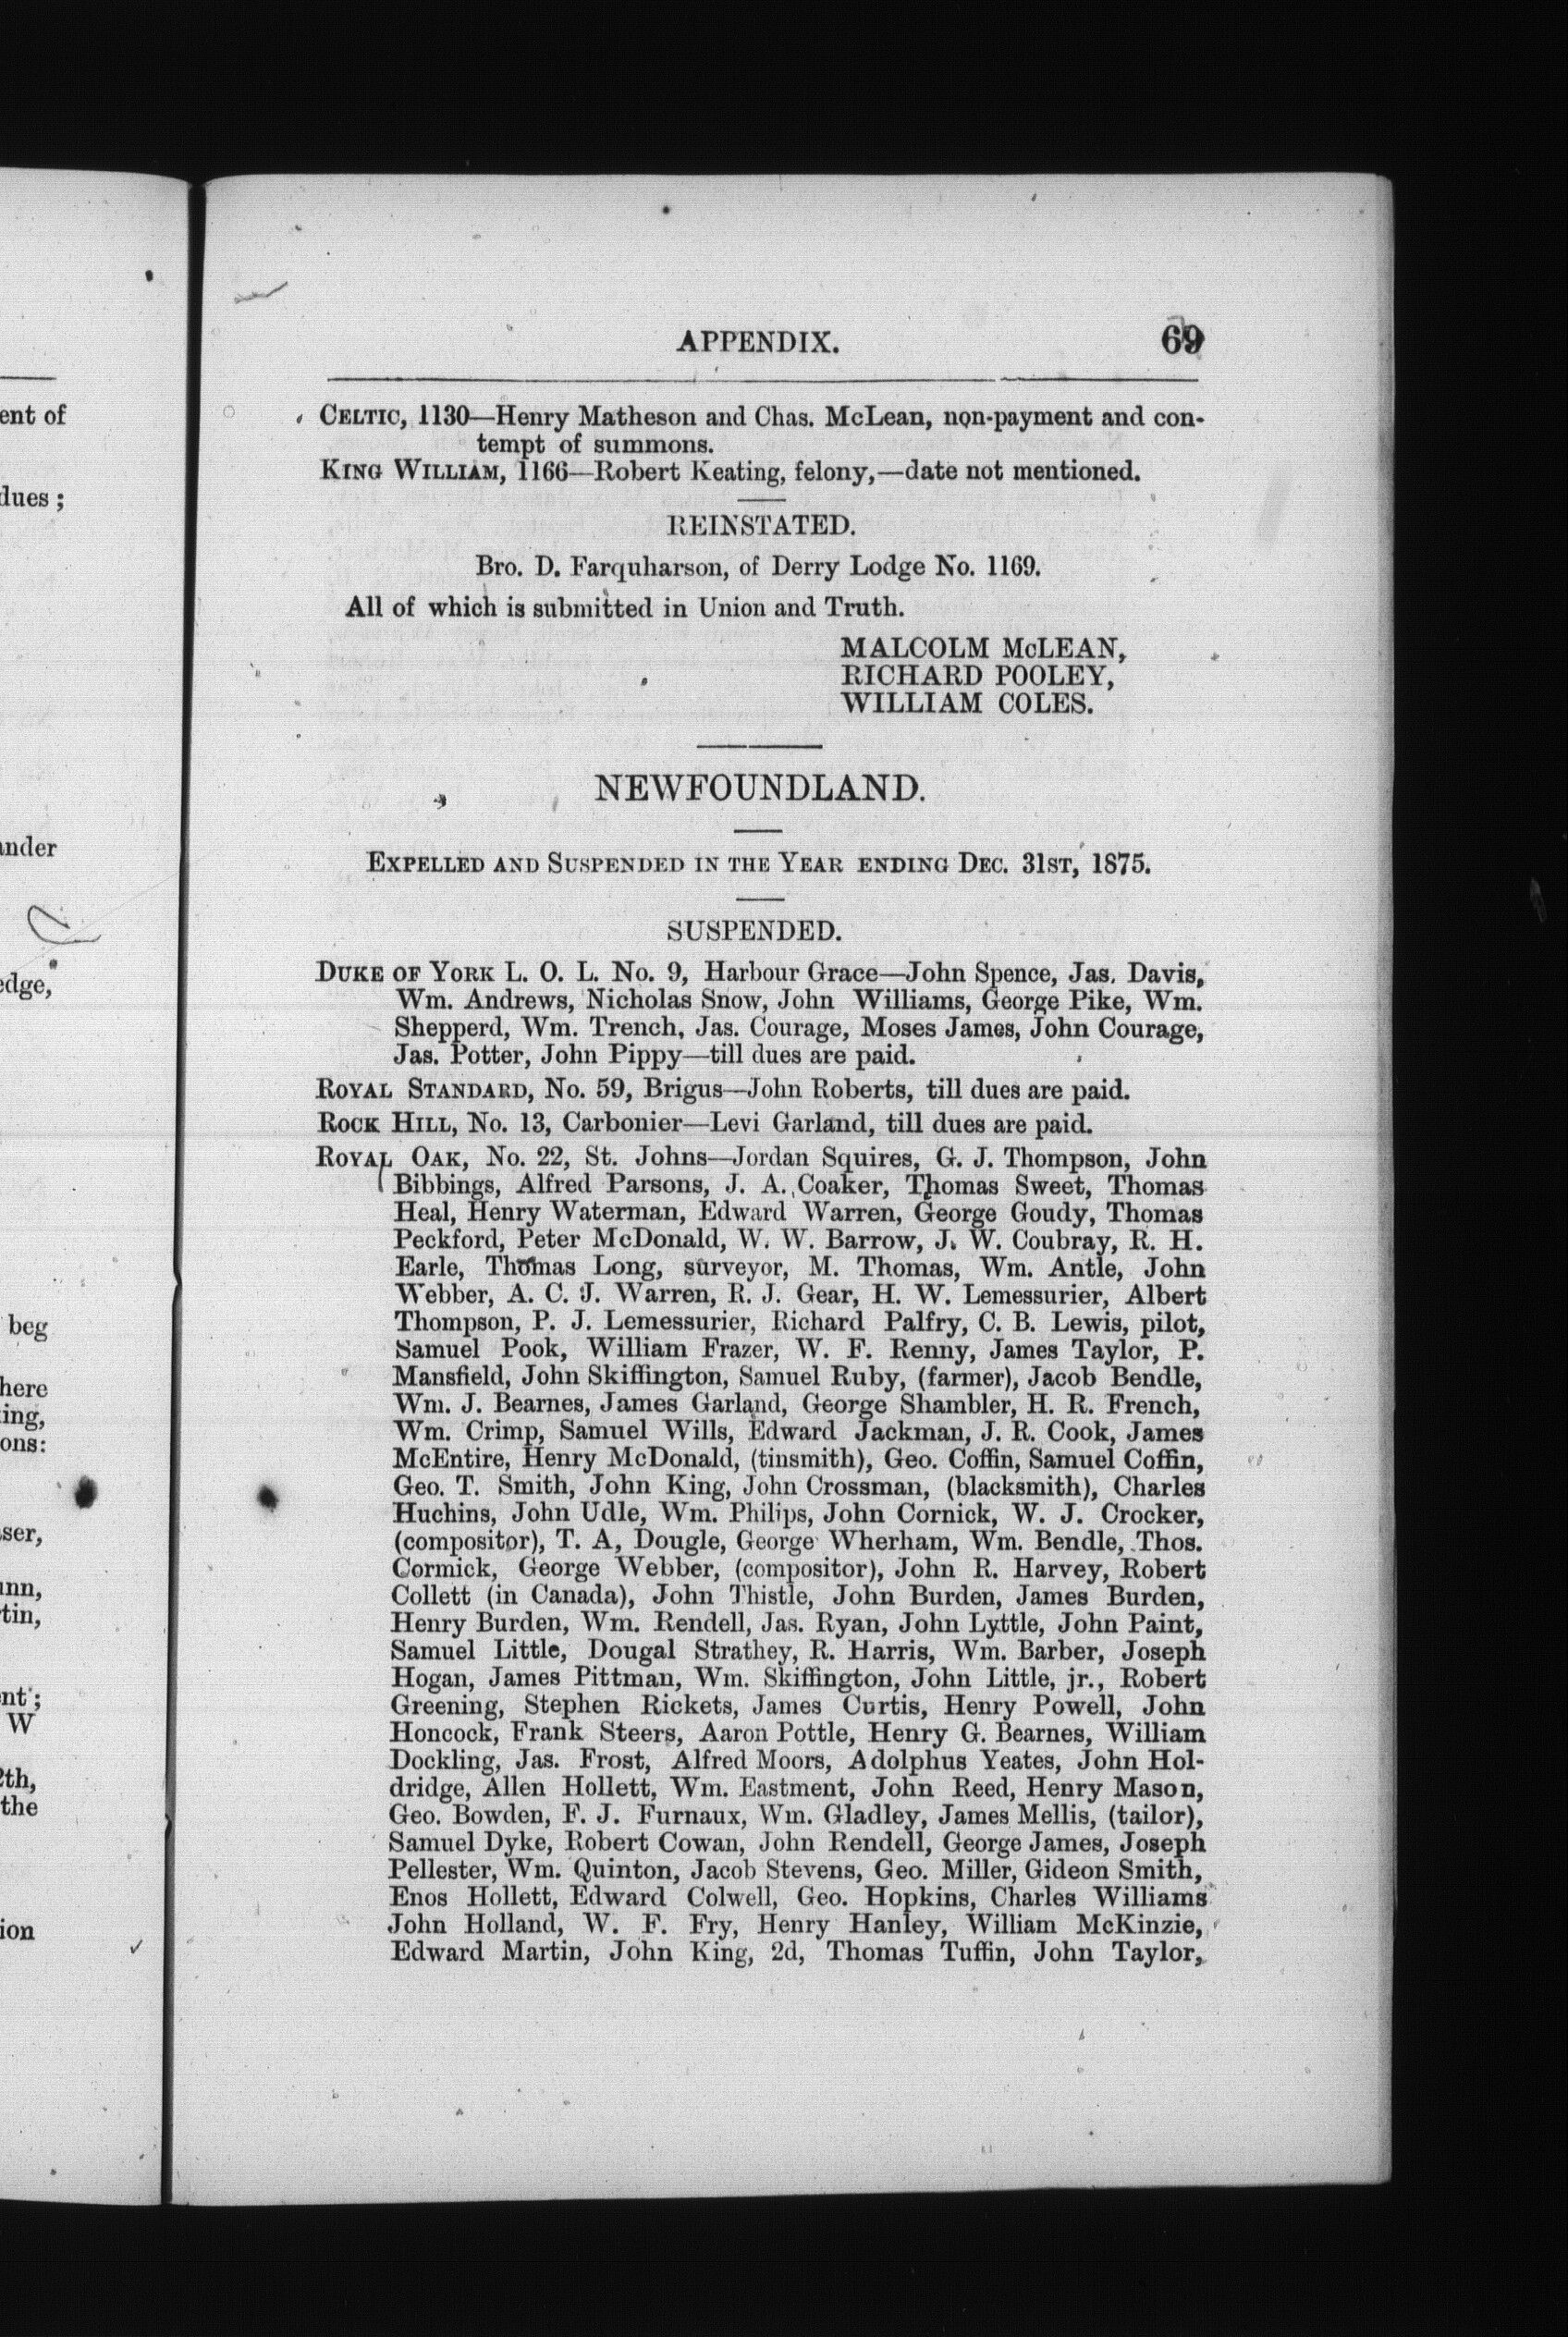 APPENDIX. 69
CELTIC, 1130—Henry Matheson and Chas. McLean, non-payment and con-
tempt of summons.
KING WILLIAM, 1166—Robert Keating, felony,—date not mentioned.
REINSTATED.
Bro. D. Farquharson, of Derry Lodge No. 1169.
All of which is submitted in Union and Truth.
MALCOLM McLEAN,
RICHARD POOLEY,
WILLIAM COLES.
NEWFOUNDLAND.
EXPELLED AND SUSPENDED IN THE YEAR ENDING DEC. 31ST, 1875.
SUSPENDED.
DUKE OF YORK L. O. L. No. 9, Harbour Grace—John Spence, Jas. Davis,
Wm. Andrews, Nicholas Snow, John Williams, George Pike, Wm.
Shepperd, Wm. Trench, Jas. Courage, Moses James, John Courage,
Jas. Potter, John Pippy—till dues are paid.
ROYAL STANDARD, No. 59, Brigus—John Roberts, till dues are paid.
ROCK HILL, No. 13, Carbonier—Levi Garland, till dues are paid.
ROYAL OAK, No. 22, St. Johns—Jordan Squires, G. J. Thompson, John
Bibbings, Alfred Parsons, J. A. Coaker, Thomas Sweet, Thomas
Heal, Henry Waterman, Edward Warren, George Goudy, Thomas
Peckford, Peter McDonald, W. W. Barrow, J. W. Coubray, R. H.
Earle, Thomas Long, surveyor, M. Thomas, Wm. Antle, John
Webber, A. C. J. Warren, R. J. Gear, H. W. Lemessurier, Albert
Thompson, P. J. Lemessurier, Richard Palfry, C. B. Lewis, pilot,
Samuel Pook, William Frazer, W. F. Renny, James Taylor, P.
Mansfield, John Skiffington, Samuel Ruby, (farmer), Jacob Bendle,
Wm. J. Bearnes, James Garland, George Shambler, H. R. French,
Wm. Crimp, Samuel Wills, Edward Jackman, J. R. Cook, James
McEntire, Henry McDonald, (tinsmith), Geo. Coffin, Samuel Coffin,
Geo. T. Smith, John King, John Crossman, (blacksmith), Charles
Huchins, John Udle, Wm. Philips, John Cornick, W. J. Crocker,
(compositor), T. A, Dougle, George Wherham, Wm. Bendle, Thos.
Cormick, George Webber, (compositor), John R. Harvey, Robert
Collett (in Canada), John Thistle, John Burden, James Burden,
Henry Burden, Wm. Rendell, Jas. Ryan, John Lyttle, John Paint,
Samuel Little, Dougal Strathey, R. Harris, Wm. Barber, Joseph
Hogan, James Pittman, Wm. Skiffington, John Little, jr., Robert
Greening, Stephen Rickets, James Curtis, Henry Powell, John
Honcock, Frank Steers, Aaron Pottle, Henry G. Bearnes, William
Dockling, Jas. Frost, Alfred Moors, Adolphus Yeates, John Hol-
dridge, Allen Hollett, Wm. Eastment, John Reed, Henry Mason,
Geo. Bowden, F. J. Furnaux, Wm. Gladley, James Mellis, (tailor),
Samuel Dyke, Robert Cowan, John Rendell, George James, Joseph
Pellester, Wm. Quinton, Jacob Stevens, Geo. Miller, Gideon Smith,
Enos Hollett, Edward Colwell, Geo. Hopkins, Charles Williams
John Holland, W. F. Fry, Henry Hanley, William McKinzie,
Edward Martin, John King, 2d, Thomas Tuffin, John Taylor,